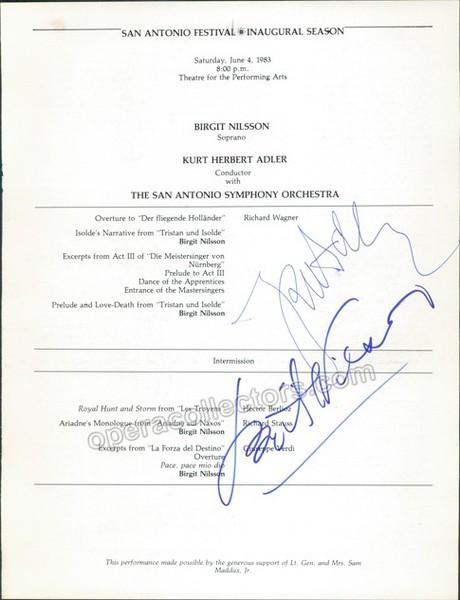 SAN ANTONIO FESTIVAL ✺ INAUGURAL SEASON
Saturday, June 4, 1983
8:00 p.m.
Theatre for the Performing Arts
BIRGIT NILSSON
Soprano
KURT HERBERT ADLER
Conductor
with
THE SAN ANTONIO SYMPHONY ORCHESTRA
Overture to "Der fliegende Holländer" Richard Wagner
Isolde's Narrative from "Tristan und Isolde"
Birgit Nilsson
Excerpts from Act III of "Die Meistersinger von
Nürnberg"
Prelude to Act III
Dance of the Apprentices
Entrance of the Mastersingers
Prelude and Love-Death from "Tristan und Isolde"
Birgit Nilsson
Intermission
Royal Hunt and Storm from "Les Troyens" Hector Berlioz
Ariadne's Monologue from "Ariadne auf Naxos" Richard Strauss
Birgit Nilsson
Excerpts from "La Forza del Destino" Giuseppe Verdi
Overture
Pace, pace mio dio
Birgit Nilsson
This performance made possible by the generous support of Lt. Gen. and Mrs. Sam
Maddux, Jr.
KHAdler
Birgit Nilsson
operacollectors.com